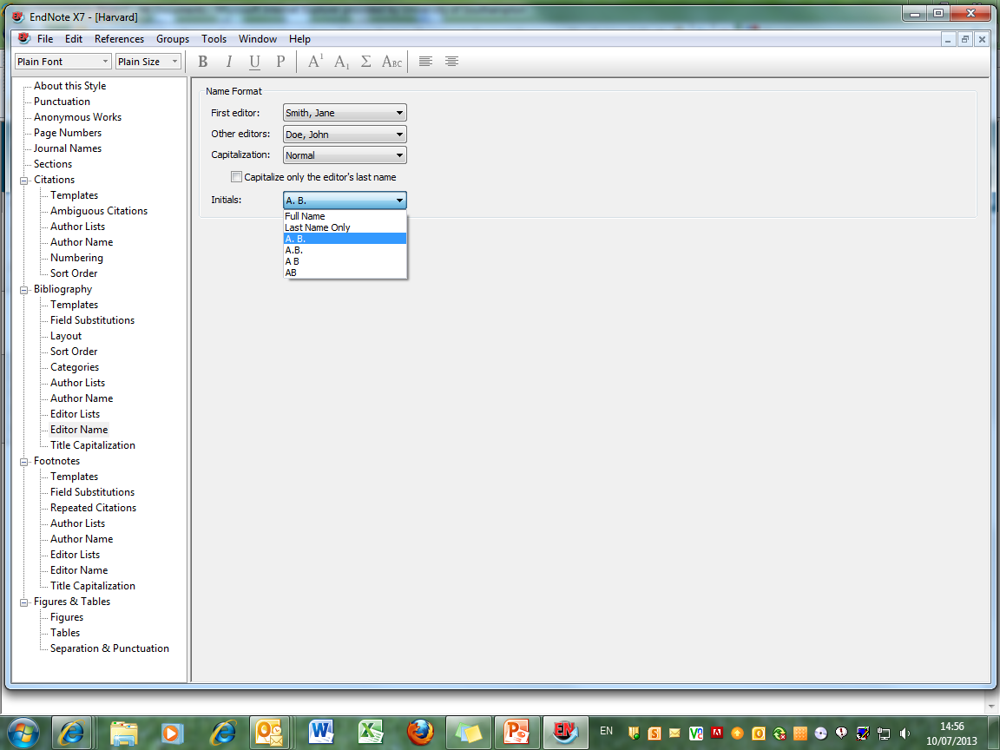 EndNote X7 - [Harvard]
File Edit References Groups Tools Window Help
Plain Font Plain Size B I U P A1 A1 Σ ABC
About this Style
Punctuation
Anonymous Works
Page Numbers
Journal Names
Sections
Citations
Templates
Ambiguous Citations
Author Lists
Author Name
Numbering
Sort Order
Bibliography
Templates
Field Substitutions
Layout
Sort Order
Categories
Author Lists
Author Name
Editor Lists
Editor Name
Title Capitalization
Footnotes
Templates
Field Substitutions
Repeated Citations
Author Lists
Author Name
Editor Lists
Editor Name
Title Capitalization
Figures & Tables
Figures
Tables
Separation & Punctuation
Name Format
First editor: Smith, Jane
Other editors: Doe, John
Capitalization: Normal
Capitalize only the editor's last name
Initials: A. B.
Full Name
Last Name Only
A. B.
A.B.
A B
AB
EN
14:56
10/07/2013